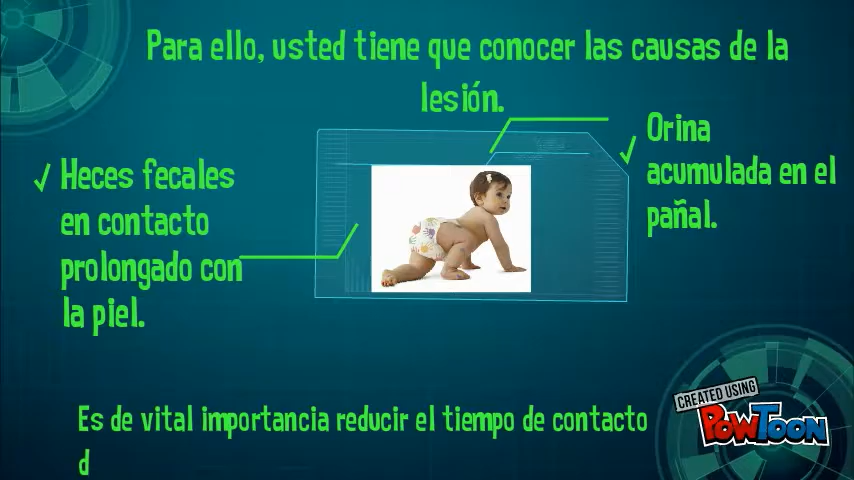 Para ello, usted tiene que conocer las causas de la
lesión.
✓ Heces fecales
en contacto
prolongado con
la piel.
✓ Orina
acumulada en el
pañal.
Es de vital importancia reducir el tiempo de contacto
d
CREATED USING
POWTOON